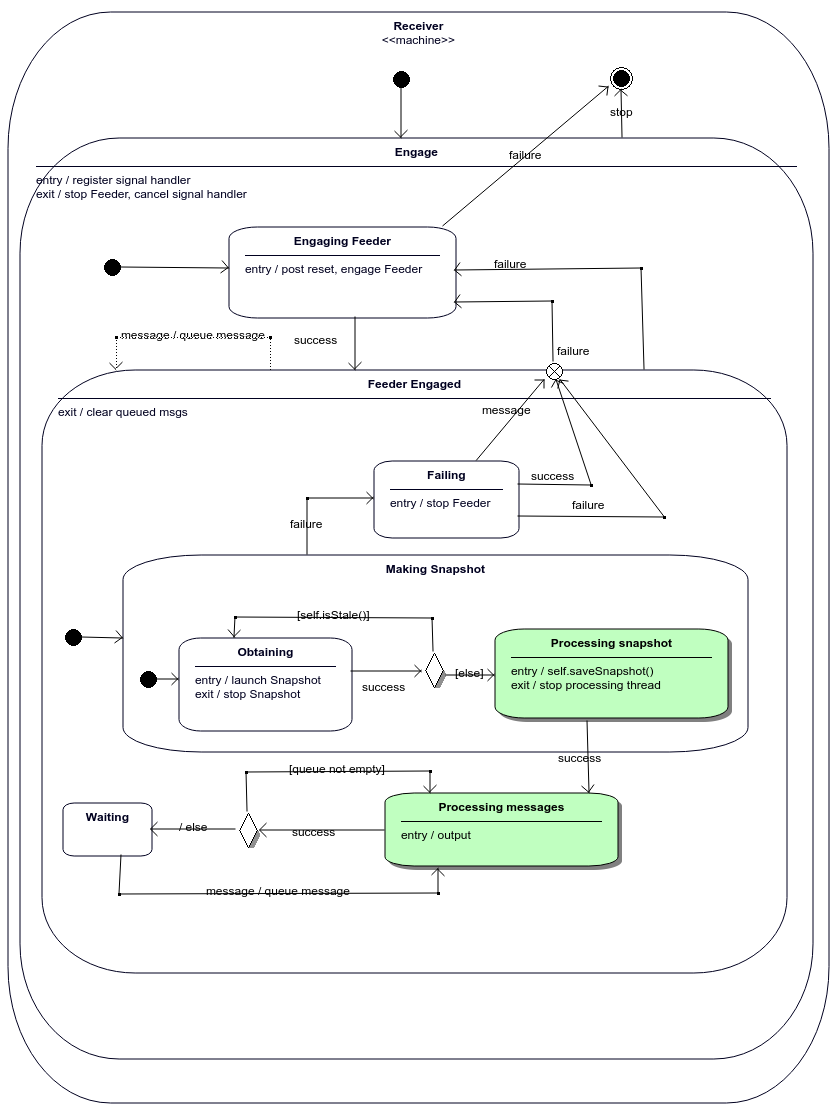 Receiver
<<machine>>
stop
Engage
failure
entry / register signal handler
exit / stop Feeder, cancel signal handler
Engaging Feeder
entry / post reset, engage Feeder
failure
message / queue message
success
failure
Feeder Engaged
exit / clear queued msgs
message
Failing
success
entry / stop Feeder
failure
failure
Making Snapshot
[self.isStale()]
Obtaining
Processing snapshot
entry / launch Snapshot
exit / stop Snapshot
success
[else]
entry / self.saveSnapshot()
exit / stop processing thread
success
[queue not empty]
Waiting
/ else
success
Processing messages
entry / output
message / queue message